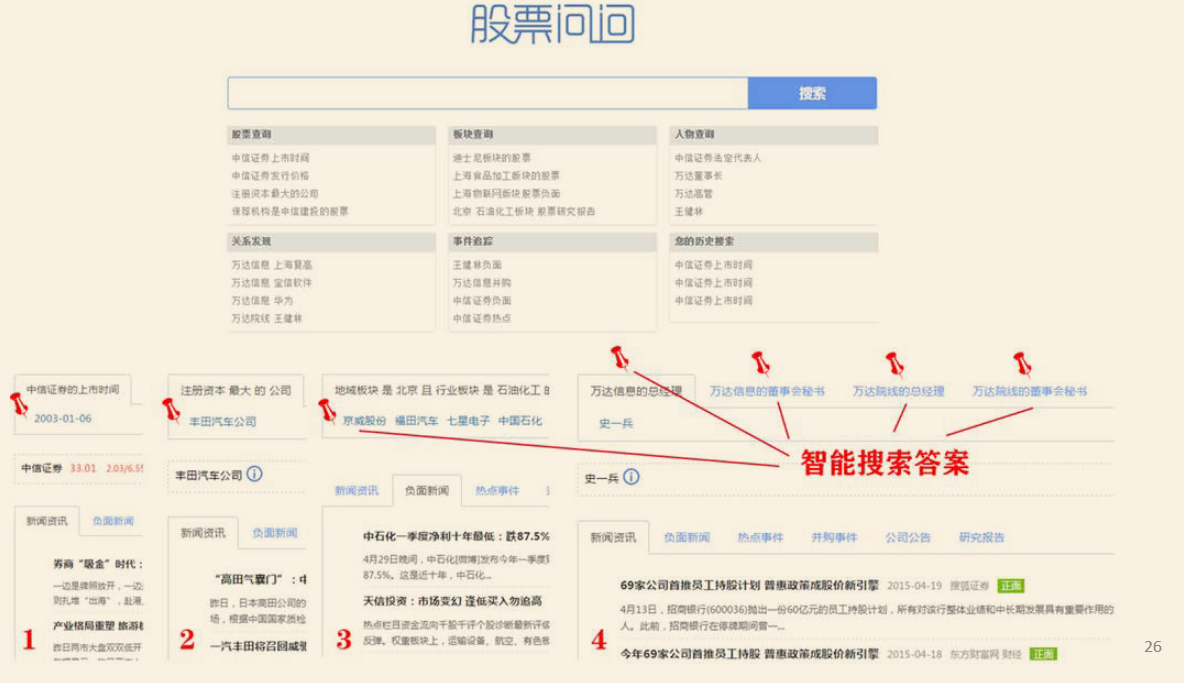 股票问问
搜索
股票查询
中信证券上市时间
中信证券发行价格
注册资本最大的公司
保荐机构是中信建投的股票
板块查询
迪士尼板块的股票
上海食品加工板块的股票
上海物联网板块股票负面
北京 石油化工板块 股票研究报告
人物查询
中信证券法定代表人
万达董事长
万达高管
王健林
关系发现
万达信息 上海复高
万达信息 宝信软件
万达信息 华为
万达院线 王健林
事件追踪
王健林负面
万达信息并购
中信证券负面
中信证券热点
您的历史搜索
中信证券上市时间
中信证券上市时间
中信证券上市时间
中信证券的上市时间
2003-01-06
中信证券 33.01 2.03/6.55
新闻资讯 负面新闻
券商“吸金”时代：
一边是牌照放开，一边
则扎堆“出海”，赴港
产业格局重塑 旅游
昨日两市大盘双双低开
1
注册资本 最大 的 公司
丰田汽车公司
丰田汽车公司
新闻资讯 负面新闻
“高田气囊门”：
昨日，日本高田公司的
场，根据中国国家质检
一汽丰田将召回威
2
地域板块 是 北京 且 行业板块 是 石油化工
京威股份 福田汽车 七星电子 中国石化
新闻资讯 负面新闻 热点事件
中石化一季度净利十年最低：跌87.5%
4月29日晚间，中石化[微博]发布今年一季度
87.5%。这是近十年，中石化...
天信投资：市场变幻 逢低买入勿追高
热点栏目资金流向千股千评个股诊断最新评级
反弹。权重板块上，运输设备、航空、有色
3
万达信息的总经理 万达信息的董事会秘书 万达院线的总经理 万达院线的董事会秘书
史一兵
智能搜索答案
史一兵
新闻资讯 负面新闻 热点事件 并购事件 公司公告 研究报告
69家公司首推员工持股计划 普惠政策成股价新引擎 2015-04-19 搜狐证券 正面
4月13日，招商银行(600036)抛出一份60亿元的员工持股计划，所有对该行整体业绩和中长期发展具有重要作用的
人。此前，招商银行在停牌期间曾一...
今年69家公司首推员工持股 普惠政策成股价新引擎 2015-04-18 东方财富网 财经 正面
4
26